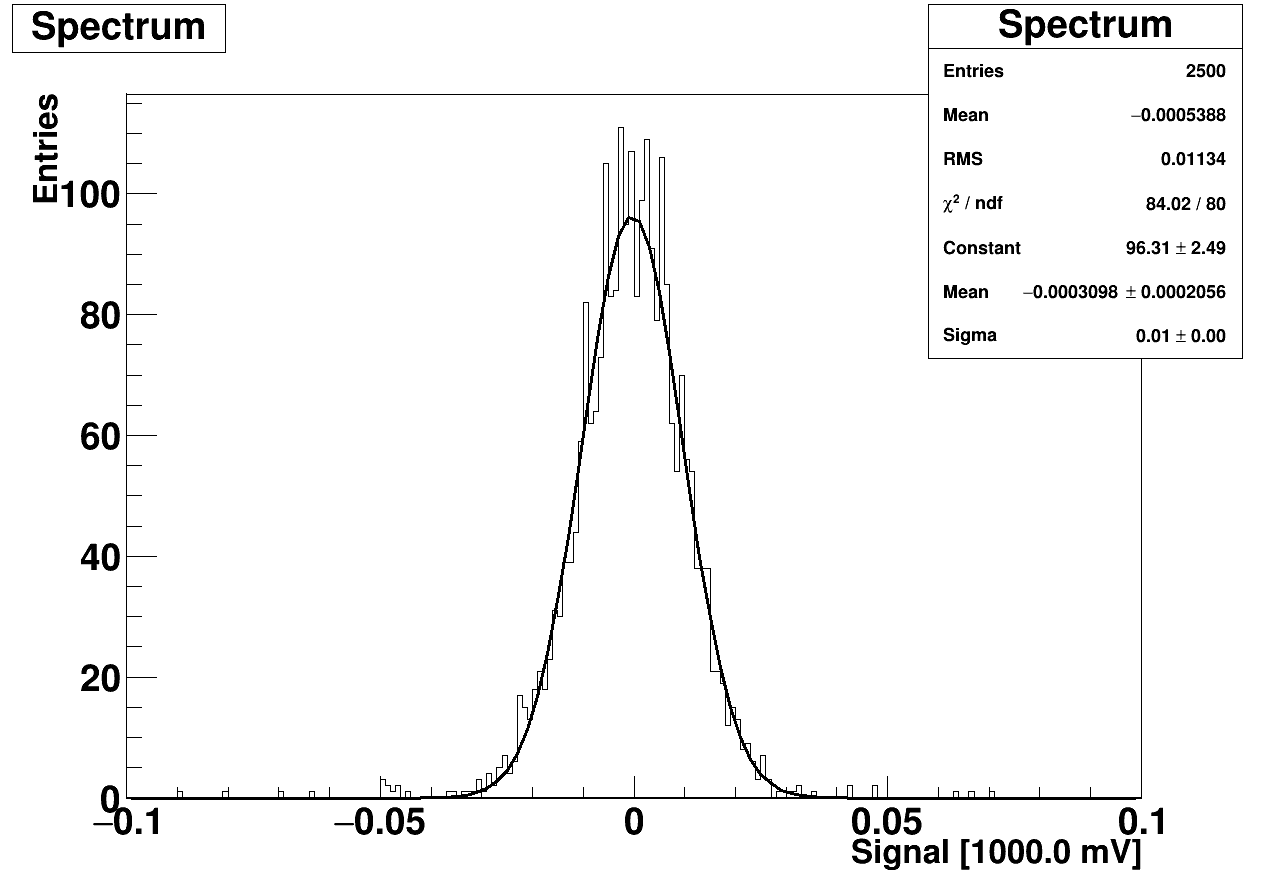 Spectrum
Spectrum
Entries 2500
Mean −0.0005388
RMS 0.01134
χ² / ndf 84.02 / 80
Constant 96.31 ± 2.49
Mean −0.0003098 ± 0.0002056
Sigma 0.01 ± 0.00
Entries
100
80
60
40
20
0
−0.1 −0.05 0 0.05 0.1
Signal [1000.0 mV]